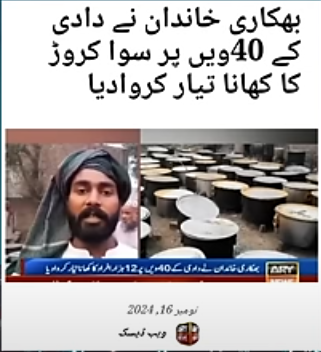 بھکاری خاندان نے دادی
کے 40ویں پر سوا کروڑ
کا کھانا تیار کروادیا
بھکاری خاندان نے دادی کے 40ویں پر 12 ہزار افراد کا کھانا تیار کروادیا
ARY
NEWS
نومبر 16, 2024
ویب ڈیسک